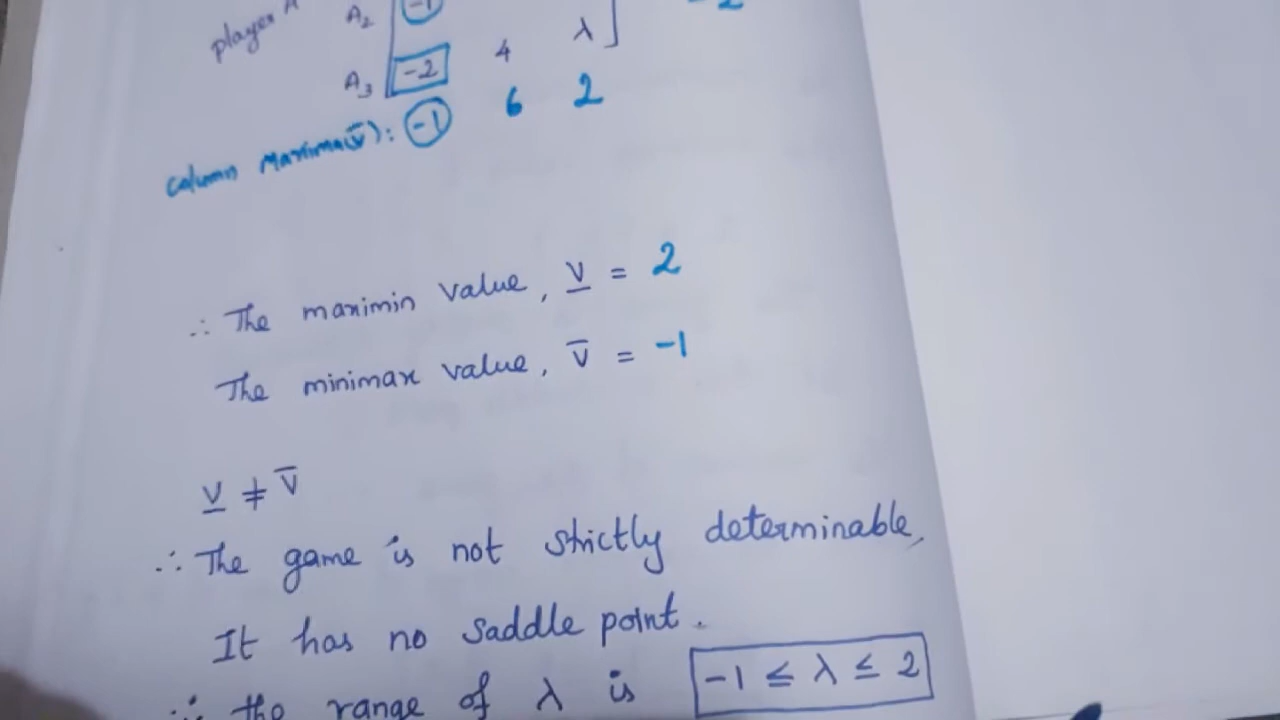 player A A₂ -1
A₃ -2 4 λ
column Maxima(v̅): -1 6 2
∴ The maximin value, v̲ = 2
The minimax value, v̅ = -1
v̲ ≠ v̅
∴ The game is not strictly determinable,
It has no saddle point.
∴ the range of λ is -1 ≤ λ ≤ 2